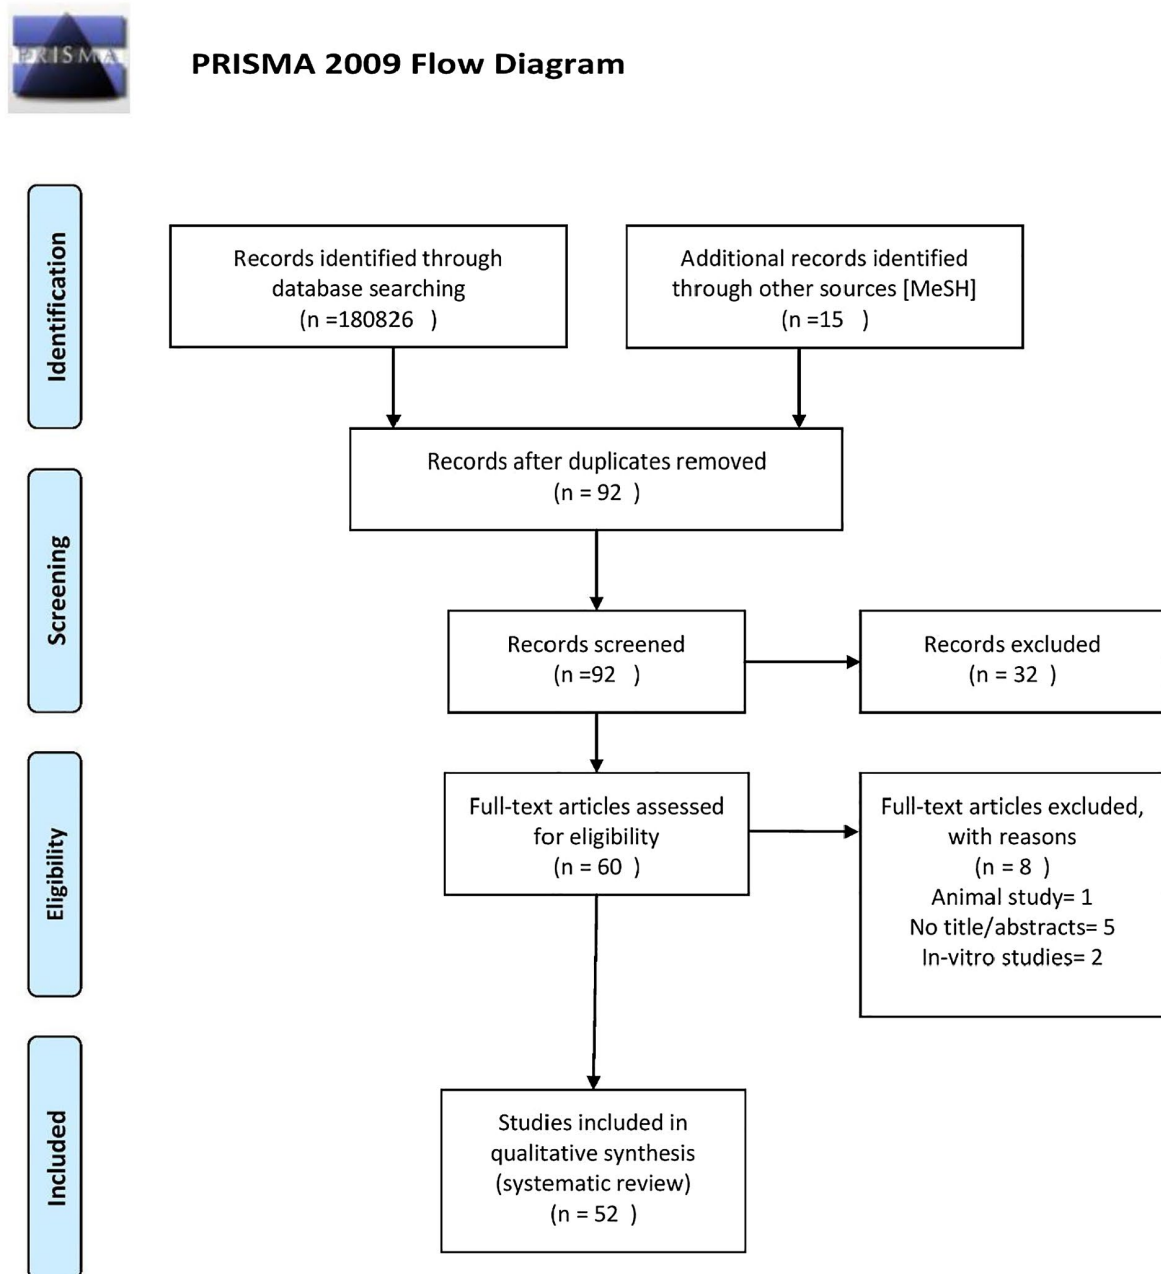 PRISMA
PRISMA 2009 Flow Diagram
Identification
Records identified through
database searching
(n =180826   )
Additional records identified
through other sources [MeSH]
(n =15   )
Records after duplicates removed
(n = 92  )
Screening
Records screened
(n =92   )
Records excluded
(n = 32  )
Eligibility
Full-text articles assessed
for eligibility
(n = 60  )
Full-text articles excluded,
with reasons
(n = 8  )
Animal study= 1
No title/abstracts= 5
In-vitro studies= 2
Included
Studies included in
qualitative synthesis
(systematic review)
(n = 52  )